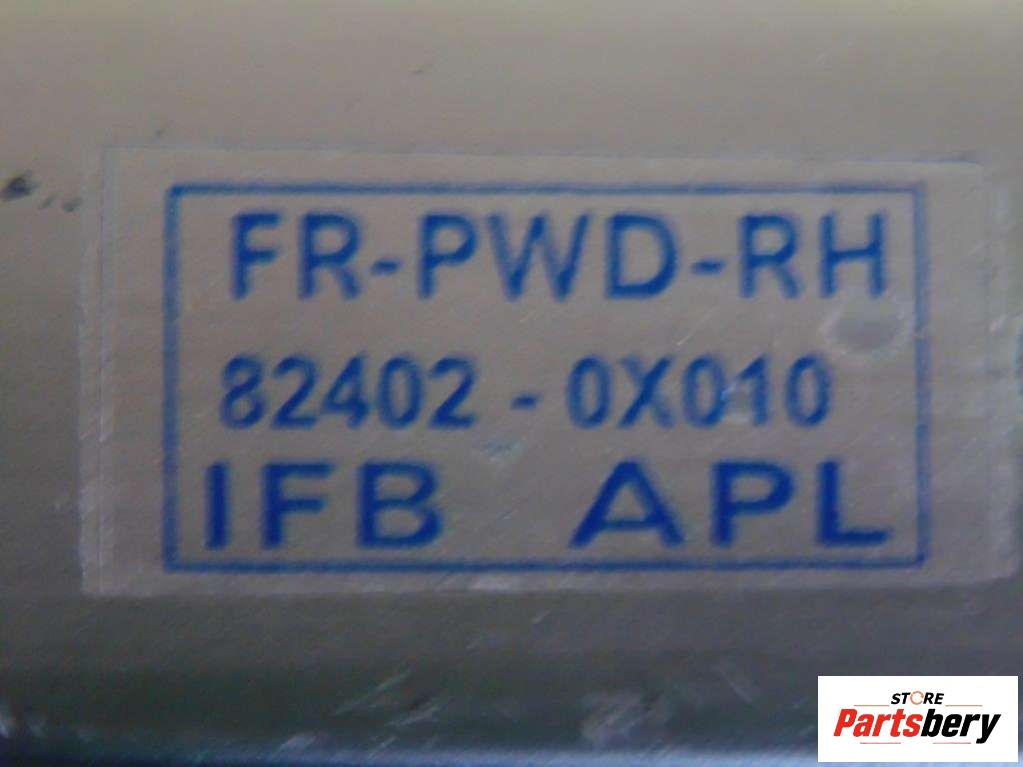 FR-PWD-RH
82402 - 0X010
IFB APL
STORE
Partsbery